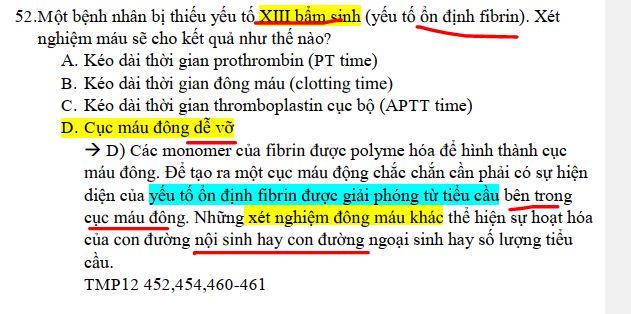 52.Một bệnh nhân bị thiếu yếu tố XIII bẩm sinh (yếu tố ổn định fibrin). Xét
nghiệm máu sẽ cho kết quả như thế nào?
A. Kéo dài thời gian prothrombin (PT time)
B. Kéo dài thời gian đông máu (clotting time)
C. Kéo dài thời gian thromboplastin cục bộ (APTT time)
D. Cục máu đông dễ vỡ
→ D) Các monomer của fibrin được polyme hóa để hình thành cục
máu đông. Để tạo ra một cục máu động chắc chắn cần phải có sự hiện
diện của yếu tố ổn định fibrin được giải phóng từ tiểu cầu bên trong
cục máu đông. Những xét nghiệm đông máu khác thể hiện sự hoạt hóa
của con đường nội sinh hay con đường ngoại sinh hay số lượng tiểu
cầu.
TMP12 452,454,460-461